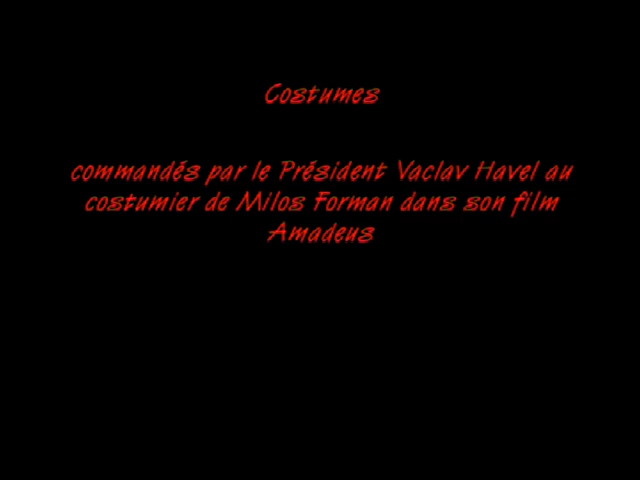 Costumes
commandés par le Président Vaclav Havel au
costumier de Milos Forman dans son film
Amadeus